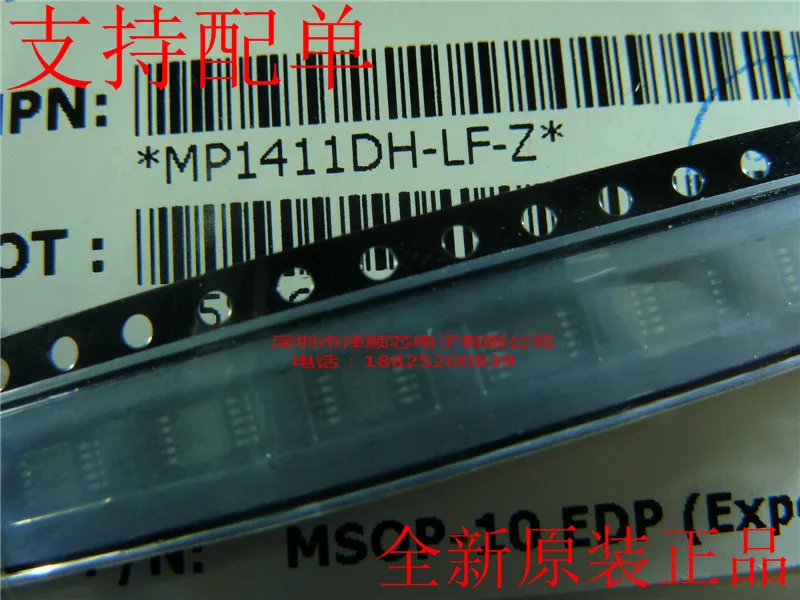 支持配单
MPN:
*MP1411DH-LF-Z*
OT :
深圳市泽顺芯电子有限公司
电话：18825200839
/N: MSOP-10 EDP (Exp
全新原装正品